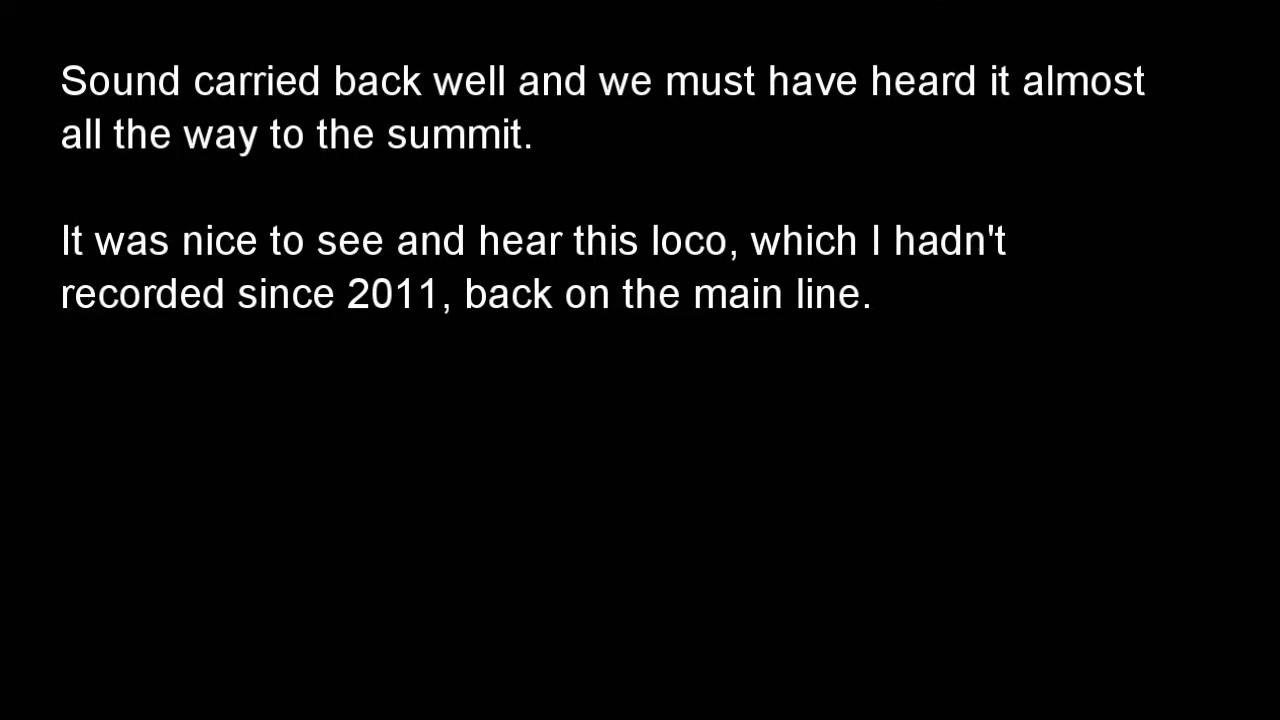 Sound carried back well and we must have heard it almost
all the way to the summit.
It was nice to see and hear this loco, which I hadn't
recorded since 2011, back on the main line.